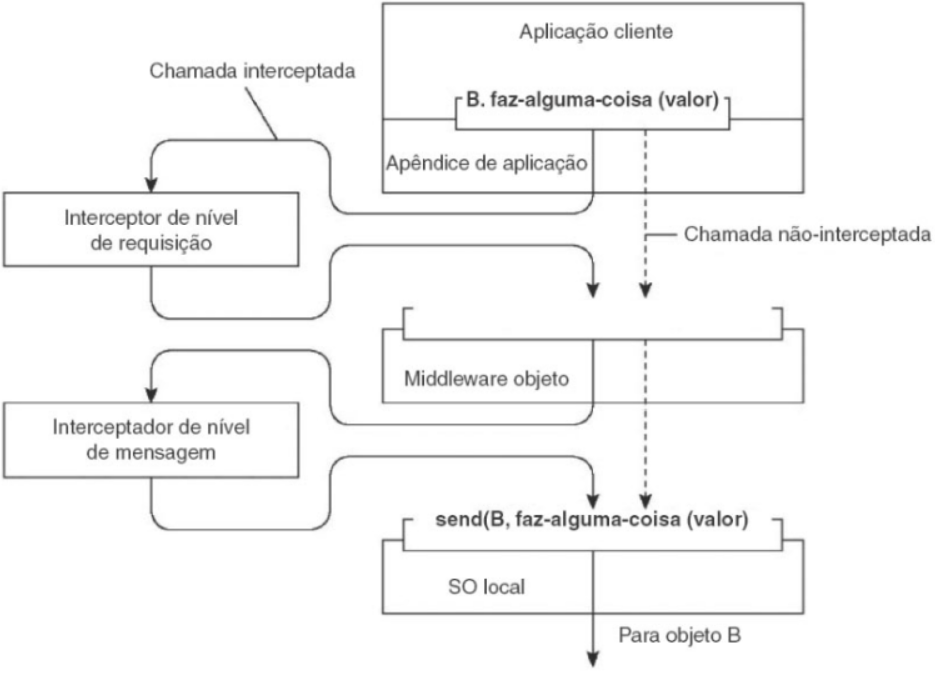 Aplicação cliente
Chamada interceptada
B. faz-alguma-coisa (valor)
Apêndice de aplicação
Interceptor de nível
de requisição
Chamada não-interceptada
Middleware objeto
Interceptador de nível
de mensagem
send(B, faz-alguma-coisa (valor)
SO local
Para objeto B